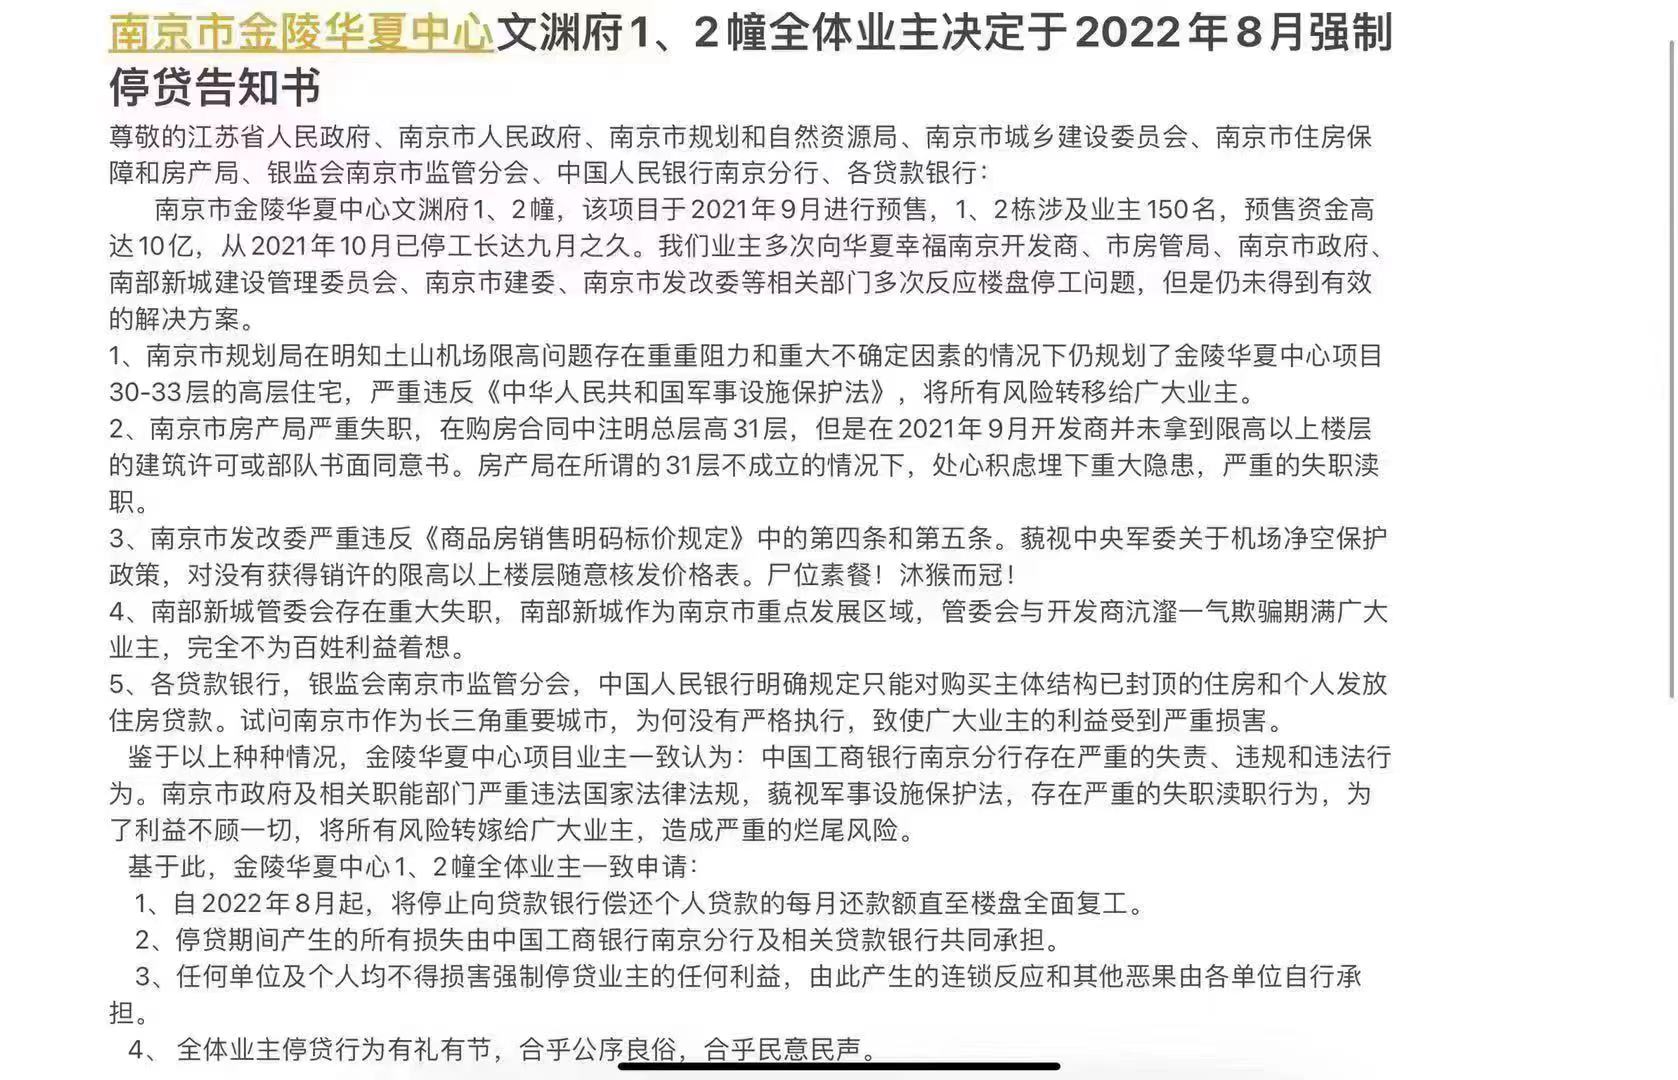 南京市金陵华夏中心文渊府1、2幢全体业主决定于2022年8月强制
停贷告知书
尊敬的江苏省人民政府、南京市人民政府、南京市规划和自然资源局、南京市城乡建设委员会、南京市住房保
障和房产局、银监会南京市监管分会、中国人民银行南京分行、各贷款银行：
南京市金陵华夏中心文渊府1、2幢，该项目于2021年9月进行预售，1、2栋涉及业主150名，预售资金高
达10亿，从2021年10月已停工长达九月之久。我们业主多次向华夏幸福南京开发商、市房管局、南京市政府、
南部新城建设管理委员会、南京市建委、南京市发改委等相关部门多次反应楼盘停工问题，但是仍未得到有效
的解决方案。
1、南京市规划局在明知土山机场限高问题存在重重阻力和重大不确定因素的情况下仍规划了金陵华夏中心项目
30-33层的高层住宅，严重违反《中华人民共和国军事设施保护法》，将所有风险转移给广大业主。
2、南京市房产局严重失职，在购房合同中注明总层高31层，但是在2021年9月开发商并未拿到限高以上楼层
的建筑许可或部队书面同意书。房产局在所谓的31层不成立的情况下，处心积虑埋下重大隐患，严重的失职渎
职。
3、南京市发改委严重违反《商品房销售明码标价规定》中的第四条和第五条。藐视中央军委关于机场净空保护
政策，对没有获得销许的限高以上楼层随意核发价格表。尸位素餐！沐猴而冠！
4、南部新城管委会存在重大失职，南部新城作为南京市重点发展区域，管委会与开发商沆瀣一气欺骗期满广大
业主，完全不为百姓利益着想。
5、各贷款银行，银监会南京市监管分会，中国人民银行明确规定只能对购买主体结构已封顶的住房和个人发放
住房贷款。试问南京市作为长三角重要城市，为何没有严格执行，致使广大业主的利益受到严重损害。
鉴于以上种种情况，金陵华夏中心项目业主一致认为：中国工商银行南京分行存在严重的失责、违规和违法行
为。南京市政府及相关职能部门严重违法国家法律法规，藐视军事设施保护法，存在严重的失职渎职行为，为
了利益不顾一切，将所有风险转嫁给广大业主，造成严重的烂尾风险。
基于此，金陵华夏中心1、2幢全体业主一致申请：
1、自2022年8月起，将停止向贷款银行偿还个人贷款的每月还款额直至楼盘全面复工。
2、停贷期间产生的所有损失由中国工商银行南京分行及相关贷款银行共同承担。
3、任何单位及个人均不得损害强制停贷业主的任何利益，由此产生的连锁反应和其他恶果由各单位自行承
担。
4、 全体业主停贷行为有礼有节，合乎公序良俗，合乎民意民声。